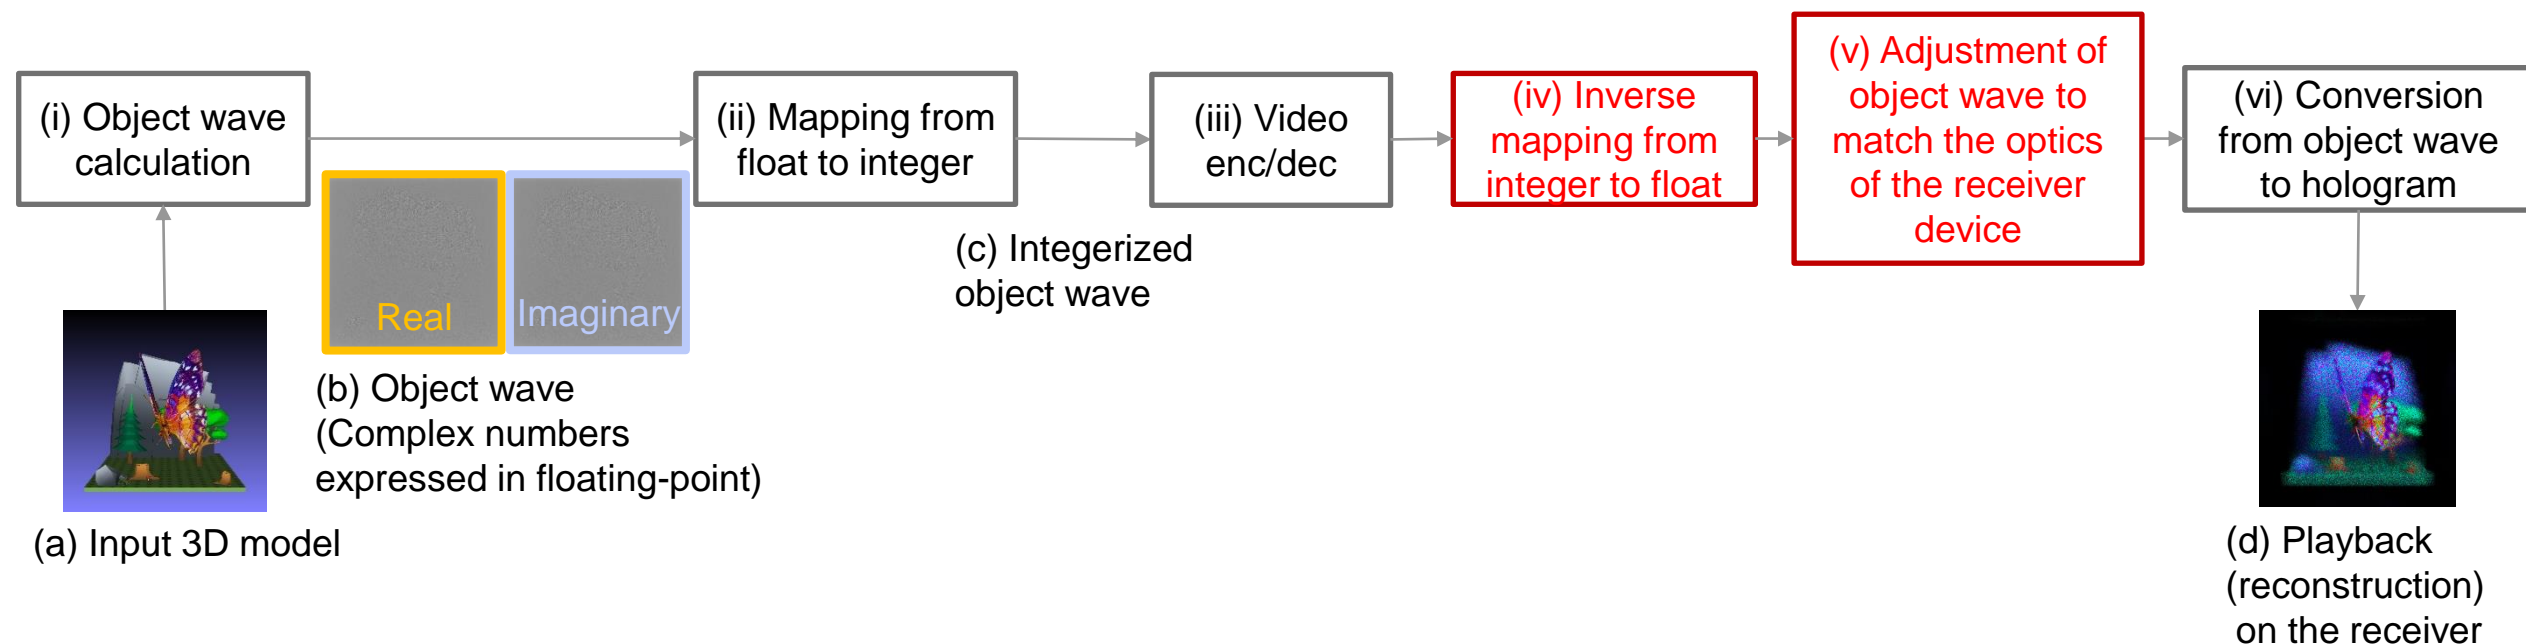 (i) Object wave
calculation
(ii) Mapping from
float to integer
(iii) Video
enc/dec
(iv) Inverse
mapping from
integer to float
(v) Adjustment of
object wave to
match the optics
of the receiver
device
(vi) Conversion
from object wave
to hologram
Real
Imaginary
(c) Integerized
object wave
(b) Object wave
(Complex numbers
expressed in floating-point)
(a) Input 3D model
(d) Playback
(reconstruction)
on the receiver